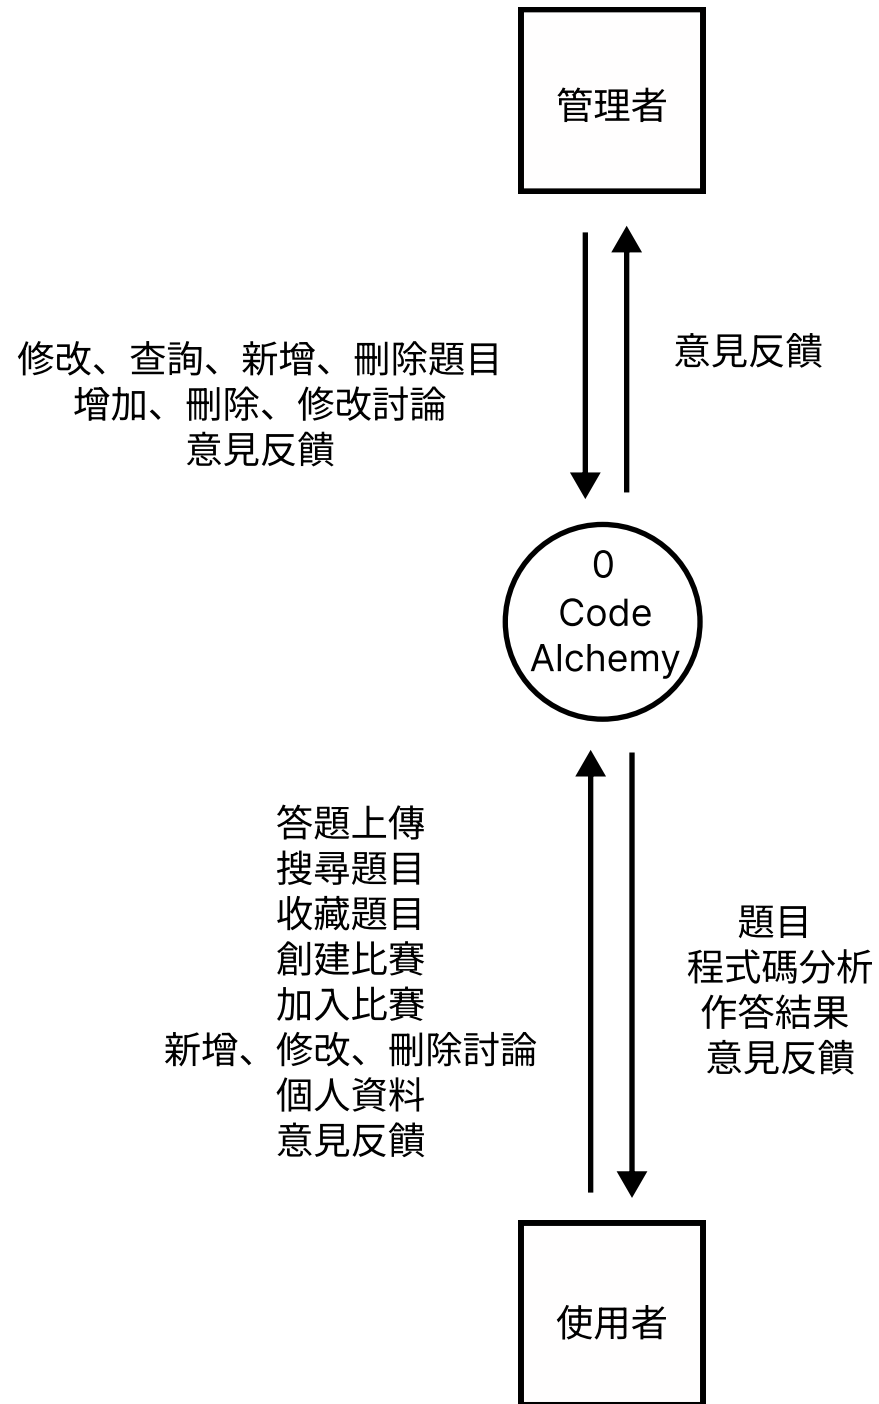 管理者
修改、查詢、新增、刪除題目
增加、刪除、修改討論
意見反饋
意見反饋
0
Code
Alchemy
答題上傳
搜尋題目
收藏題目
創建比賽
加入比賽
新增、修改、刪除討論
個人資料
意見反饋
題目
程式碼分析
作答結果
意見反饋
使用者